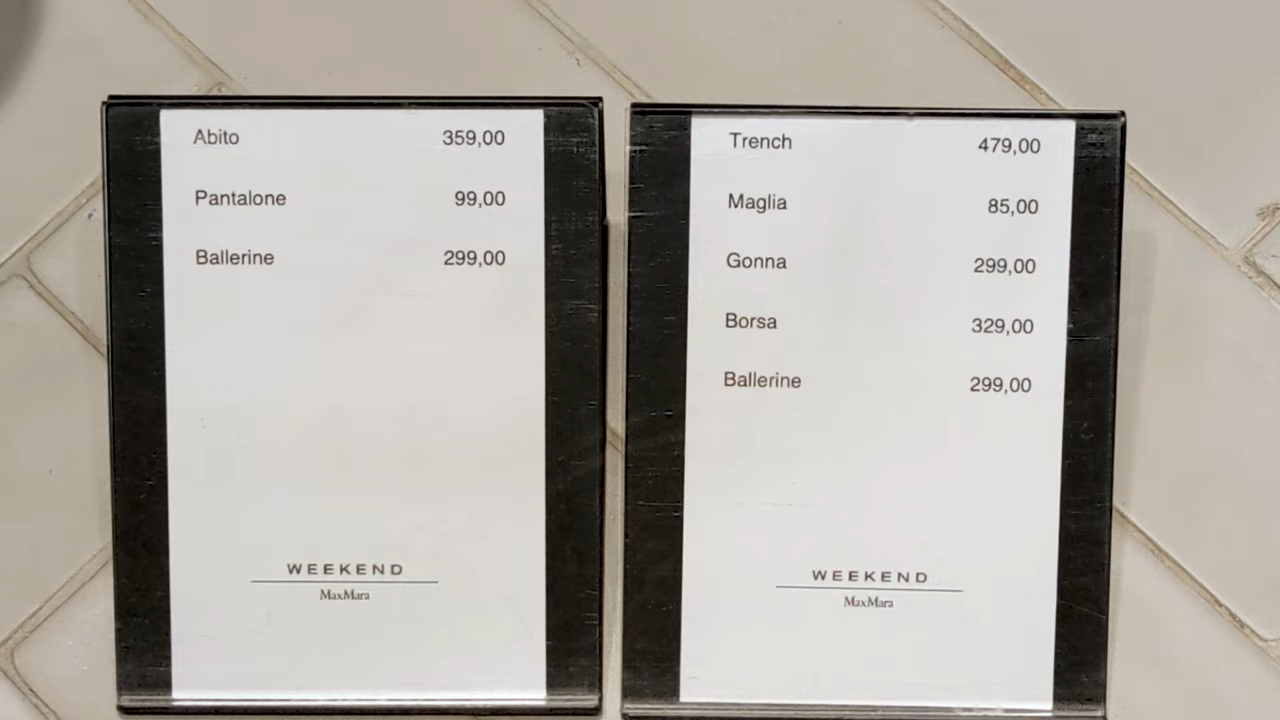 Abito 359,00
Pantalone 99,00
Ballerine 299,00
WEEKEND
MaxMara
Trench 479,00
Maglia 85,00
Gonna 299,00
Borsa 329,00
Ballerine 299,00
WEEKEND
MaxMara